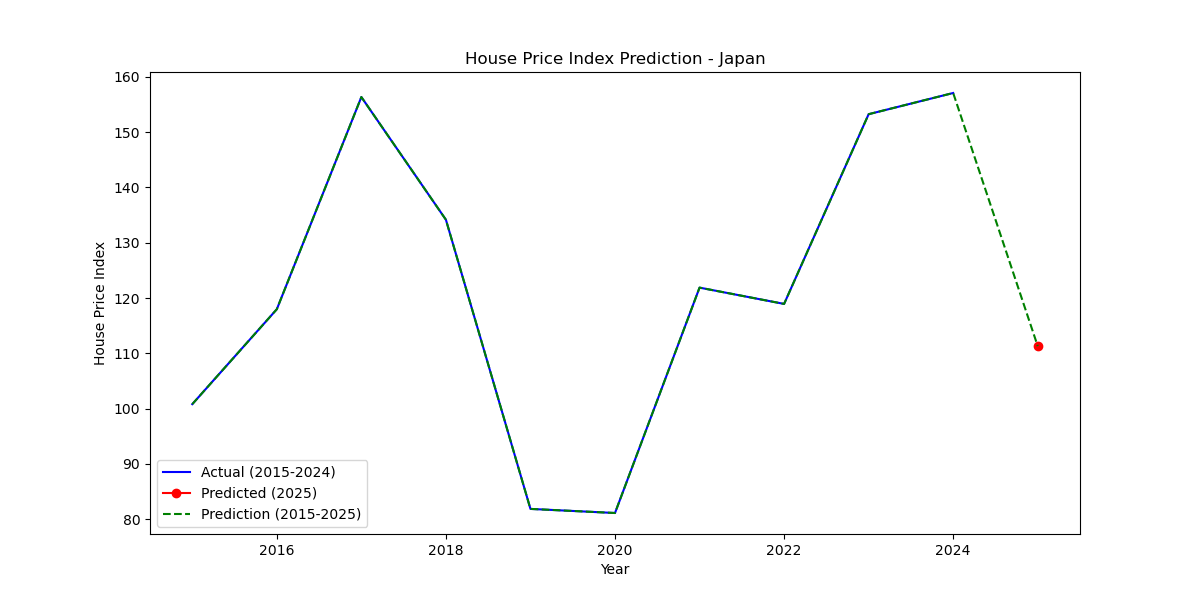 House Price Index Prediction - Japan
160
150
140
130
120
110
100
90
80
House Price Index
Actual (2015-2024)
Predicted (2025)
Prediction (2015-2025)
2016
2018
2020
2022
2024
Year